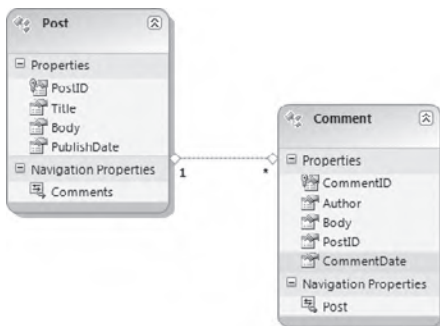 Post
Properties
PostID
Title
Body
PublishDate
Navigation Properties
Comments
1
*
Comment
Properties
CommentID
Author
Body
PostID
CommentDate
Navigation Properties
Post